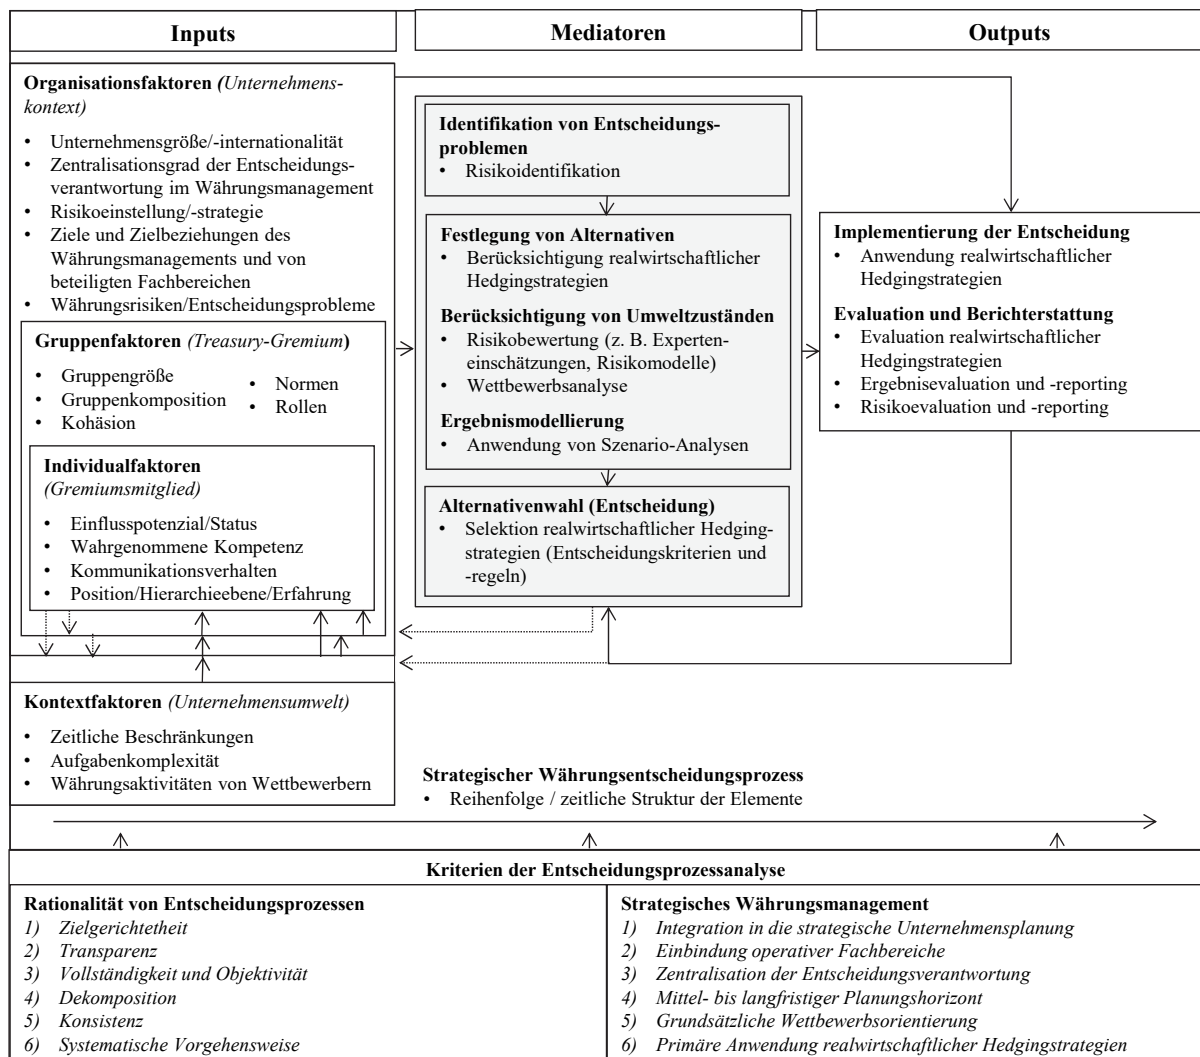 Inputs
Mediatoren
Outputs
Organisationsfaktoren (Unternehmens-
kontext)
• Unternehmensgröße/-internationalität
• Zentralisationsgrad der Entscheidungs-
verantwortung im Währungsmanagement
• Risikoeinstellung/-strategie
• Ziele und Zielbeziehungen des
Währungsmanagements und von
beteiligten Fachbereichen
• Währungsrisiken/Entscheidungsprobleme
Gruppenfaktoren (Treasury-Gremium)
• Gruppengröße
• Gruppenkomposition
• Kohäsion
• Normen
• Rollen
Individualfaktoren
(Gremiumsmitglied)
• Einflusspotenzial/Status
• Wahrgenommene Kompetenz
• Kommunikationsverhalten
• Position/Hierarchieebene/Erfahrung
Kontextfaktoren (Unternehmensumwelt)
• Zeitliche Beschränkungen
• Aufgabenkomplexität
• Währungsaktivitäten von Wettbewerbern
Identifikation von Entscheidungs-
problemen
• Risikoidentifikation
Festlegung von Alternativen
• Berücksichtigung realwirtschaftlicher
Hedgingstrategien
Berücksichtigung von Umweltzuständen
• Risikobewertung (z. B. Experten-
einschätzungen, Risikomodelle)
• Wettbewerbsanalyse
Ergebnismodellierung
• Anwendung von Szenario-Analysen
Alternativenwahl (Entscheidung)
• Selektion realwirtschaftlicher Hedging-
strategien (Entscheidungskriterien und
-regeln)
Implementierung der Entscheidung
• Anwendung realwirtschaftlicher
Hedgingstrategien
Evaluation und Berichterstattung
• Evaluation realwirtschaftlicher
Hedgingstrategien
• Ergebnisevaluation und -reporting
• Risikoevaluation und -reporting
Strategischer Währungsentscheidungsprozess
• Reihenfolge / zeitliche Struktur der Elemente
Kriterien der Entscheidungsprozessanalyse
Rationalität von Entscheidungsprozessen
1) Zielgerichtetheit
2) Transparenz
3) Vollständigkeit und Objektivität
4) Dekomposition
5) Konsistenz
6) Systematische Vorgehensweise
Strategisches Währungsmanagement
1) Integration in die strategische Unternehmensplanung
2) Einbindung operativer Fachbereiche
3) Zentralisation der Entscheidungsverantwortung
4) Mittel- bis langfristiger Planungshorizont
5) Grundsätzliche Wettbewerbsorientierung
6) Primäre Anwendung realwirtschaftlicher Hedgingstrategien